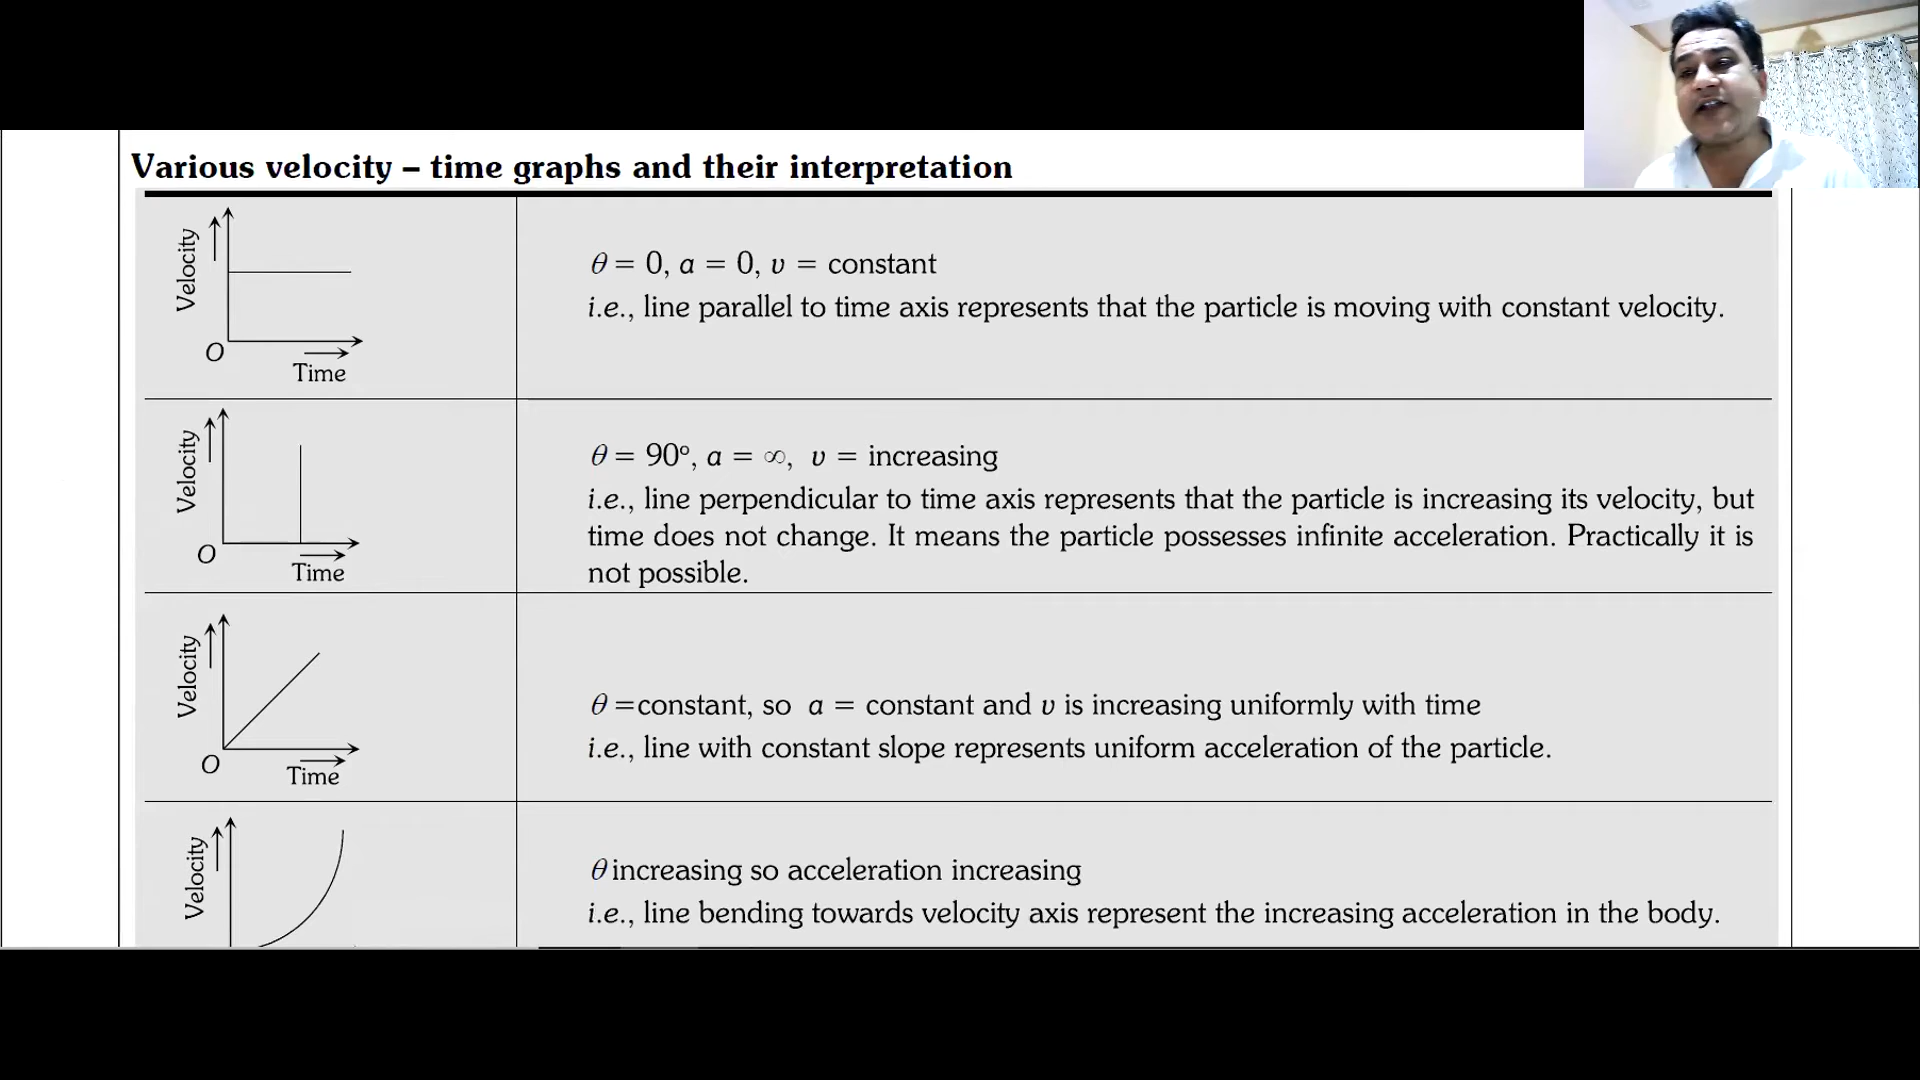 Various velocity – time graphs and their interpretation
Velocity
O
Time
θ = 0, a = 0, υ = constant
i.e., line parallel to time axis represents that the particle is moving with constant velocity.
Velocity
O
Time
θ = 90°, a = ∞, υ = increasing
i.e., line perpendicular to time axis represents that the particle is increasing its velocity, but
time does not change. It means the particle possesses infinite acceleration. Practically it is
not possible.
Velocity
O
Time
θ =constant, so a = constant and υ is increasing uniformly with time
i.e., line with constant slope represents uniform acceleration of the particle.
Velocity
θ increasing so acceleration increasing
i.e., line bending towards velocity axis represent the increasing acceleration in the body.